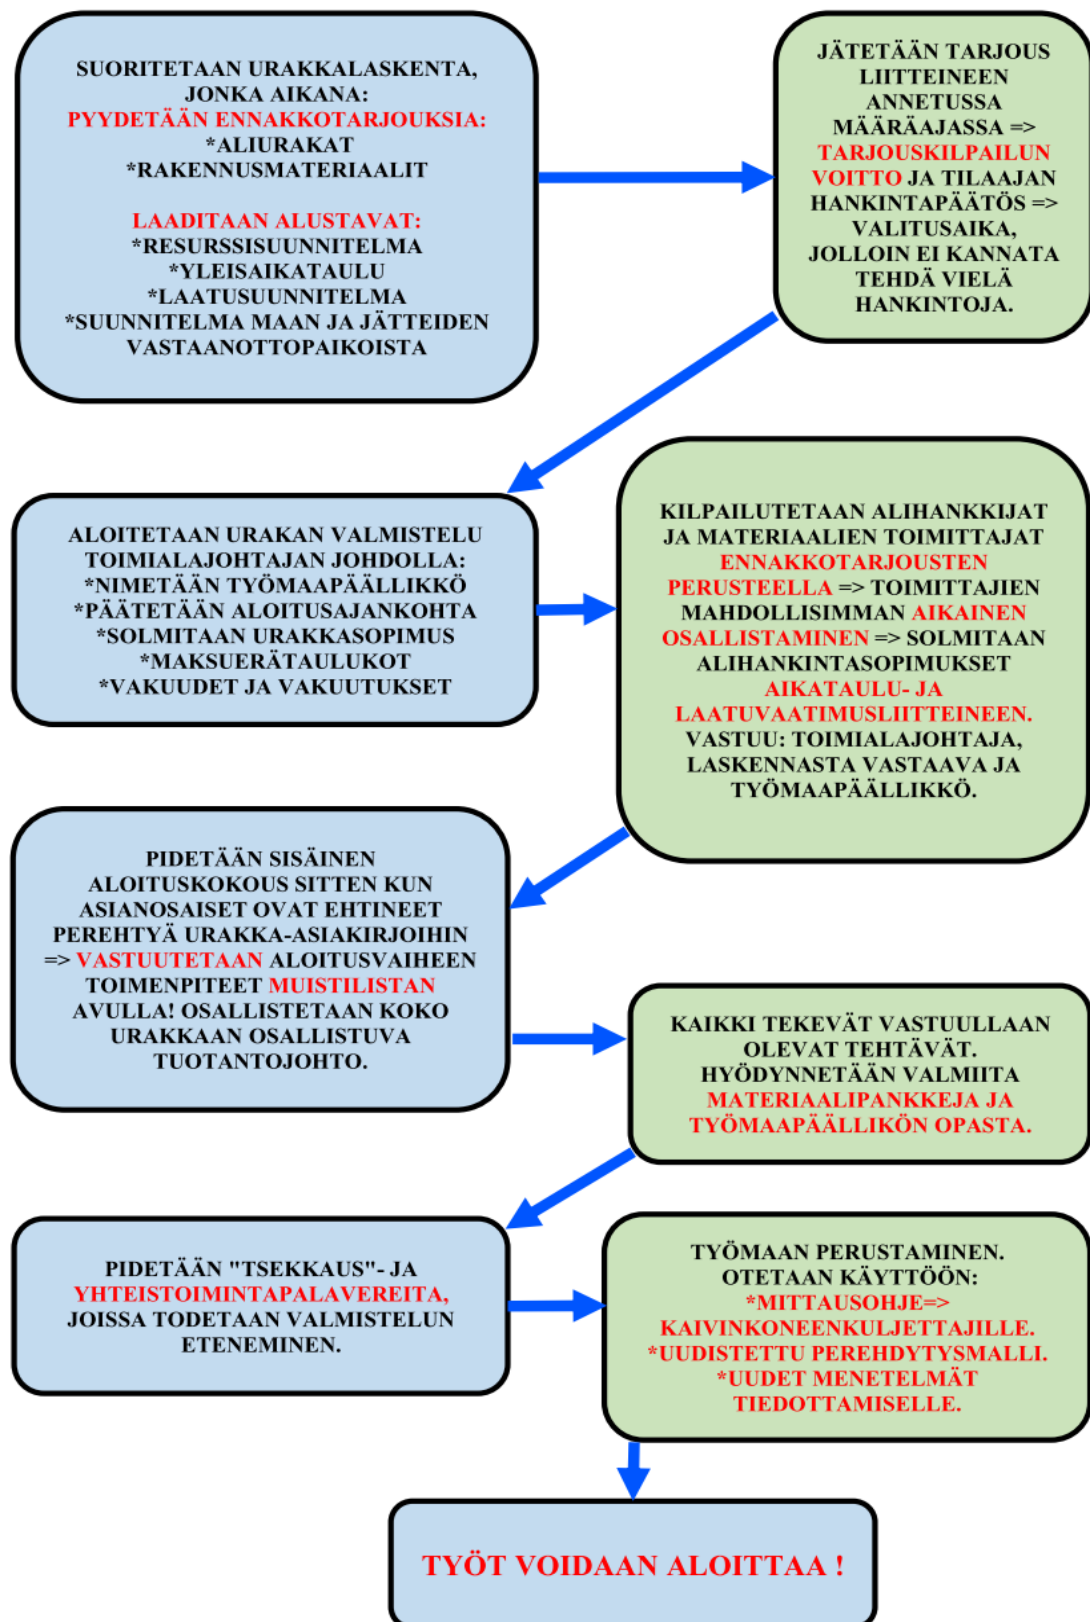 SUORITETAAN URAKKALASKENTA,
JONKA AIKANA:
PYYDETÄÄN ENNAKKOTARJOUKSIA:
*ALIURAKAT
*RAKENNUSMATERIAALIT
LAADITAAN ALUSTAVAT:
*RESURSSISUUNNITELMA
*YLEISAIKATAULU
*LAATUSUUNNITELMA
*SUUNNITELMA MAAN JA JÄTTEIDEN
VASTAANOTTOPAIKOISTA
JÄTETÄÄN TARJOUS
LIITTEINEEN
ANNETUSSA
MÄÄRÄAJASSA =>
TARJOUSKILPAILUN
VOITTO JA TILAAJAN
HANKINTAPÄÄTÖS =>
VALITUSAIKA,
JOLLOIN EI KANNATA
TEHDÄ VIELÄ
HANKINTOJA.
ALOITETAAN URAKAN VALMISTELU
TOIMIALAJOHTAJAN JOHDOLLA:
*NIMETÄÄN TYÖMAAPÄÄLLIKKÖ
*PÄÄTETÄÄN ALOITUSAJANKOHTA
*SOLMITAAN URAKKASOPIMUS
*MAKSUERÄTAULUKOT
*VAKUUDET JA VAKUUTUKSET
KILPAILUTETAAN ALIHANKKIJAT
JA MATERIAALIEN TOIMITTAJAT
ENNAKKOTARJOUSTEN
PERUSTEELLA => TOIMITTAJIEN
MAHDOLLISIMMAN AIKAINEN
OSALLISTAMINEN => SOLMITAAN
ALIHANKINTASOPIMUKSET
AIKATAULU- JA
LAATUVAATIMUSLIITTEINEEN.
VASTUU: TOIMIALAJOHTAJA,
LASKENNASTA VASTAAVA JA
TYÖMAAPÄÄLLIKKÖ.
PIDETÄÄN SISÄINEN
ALOITUSKOKOUS SITTEN KUN
ASIANOSAISET OVAT EHTINEET
PEREHTYÄ URAKKA-ASIAKIRJOIHIN
=> VASTUUTETAAN ALOITUSVAIHEEN
TOIMENPITEET MUISTILISTAN
AVULLA! OSALLISTETAAN KOKO
URAKKAAN OSALLISTUVA
TUOTANTOJOHTO.
KAIKKI TEKEVÄT VASTUULLAAN
OLEVAT TEHTÄVÄT.
HYÖDYNNETÄÄN VALMIITA
MATERIAALIPANKKEJA JA
TYÖMAAPÄÄLLIKÖN OPASTA.
PIDETÄÄN "TSEKKAUS"- JA
YHTEISTOIMINTAPALAVEREITA,
JOISSA TODETAAN VALMISTELUN
ETENEMINEN.
TYÖMAAN PERUSTAMINEN.
OTETAAN KÄYTTÖÖN:
*MITTAUSOHJE=>
KAIVINKONEENKULJETTAJILLE.
*UUDISTETTU PEREHDYTYSMALLI.
*UUDET MENETELMÄT
TIEDOTTAMISELLE.
TYÖT VOIDAAN ALOITTAA !